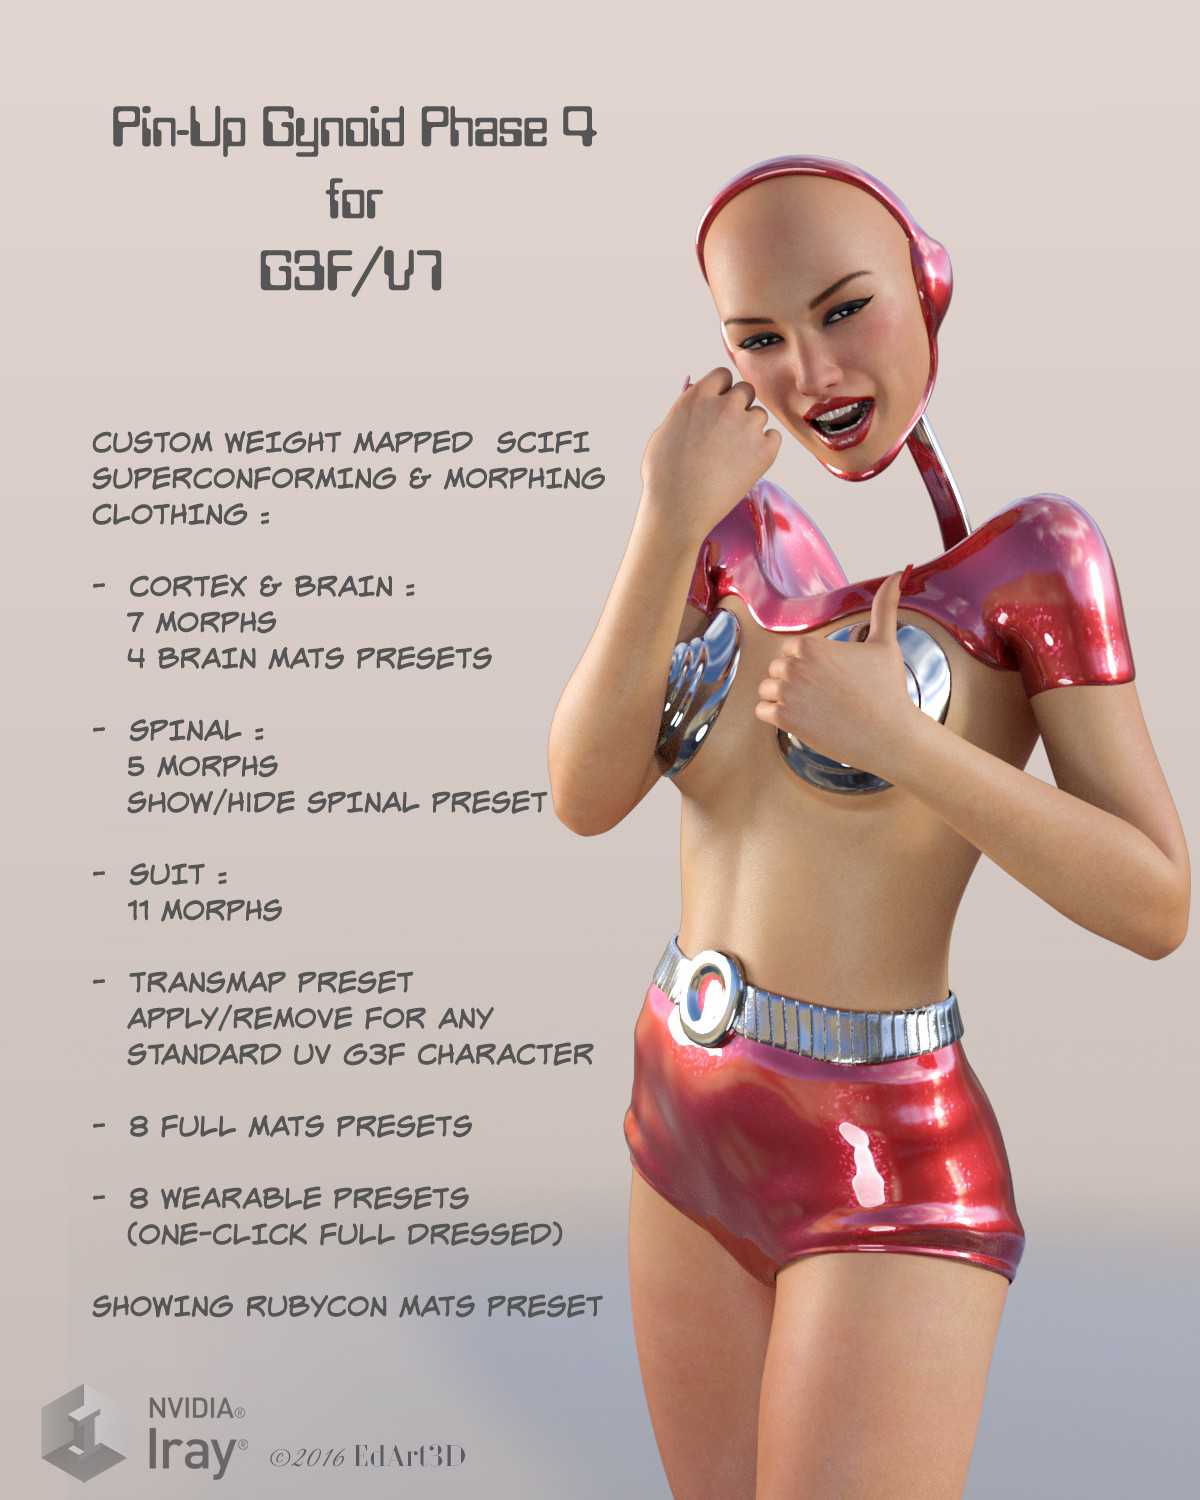 Pin-Up Gynoid Phase 4
for
G3F/V7
CUSTOM WEIGHT MAPPED SCIFI
SUPERCONFORMING & MORPHING
CLOTHING :
- CORTEX & BRAIN :
7 MORPHS
4 BRAIN MATS PRESETS
- SPINAL :
5 MORPHS
SHOW/HIDE SPINAL PRESET
- SUIT :
11 MORPHS
- TRANSMAP PRESET
APPLY/REMOVE FOR ANY
STANDARD UV G3F CHARACTER
- 8 FULL MATS PRESETS
- 8 WEARABLE PRESETS
(ONE-CLICK FULL DRESSED)
SHOWING RUBYCON MATS PRESET
NVIDIA®
Iray® ©2016 EdArt3D